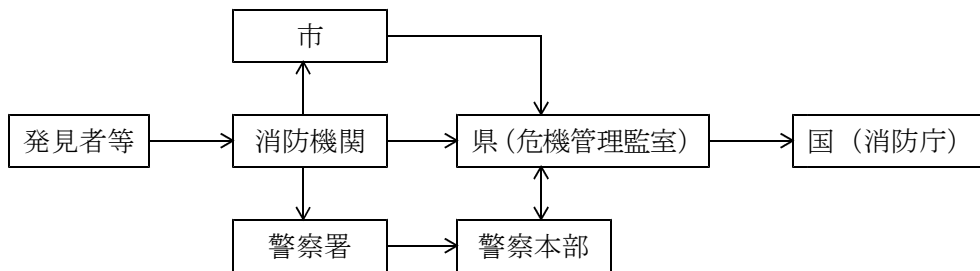 市
発見者等
消防機関
県(危機管理監室)
国(消防庁)
警察署
警察本部